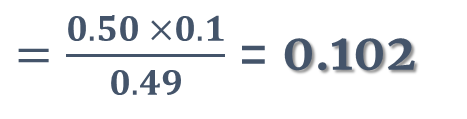 = 0.50 ×0.1 / 0.49 = 0.102